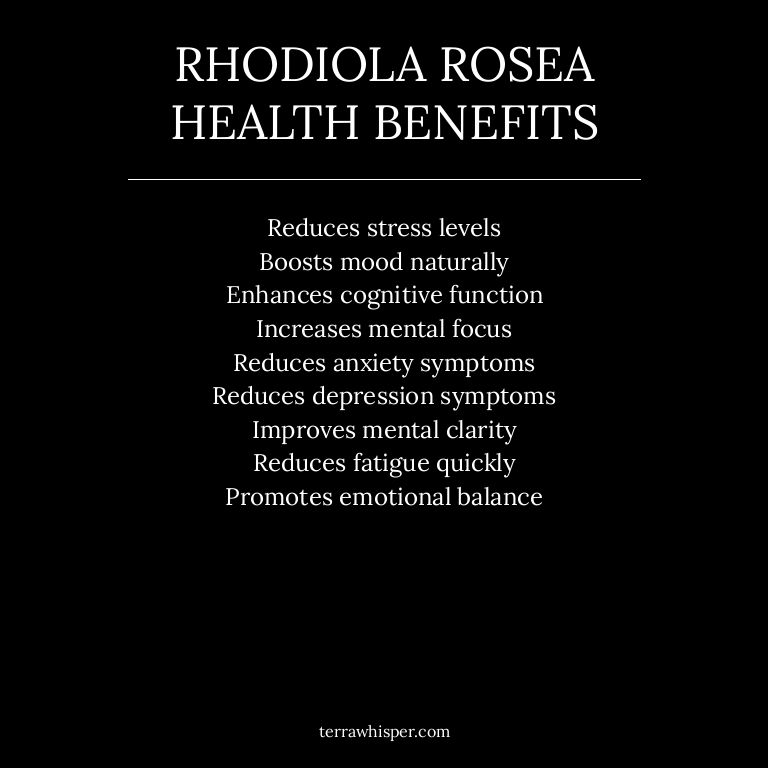 RHODIOLA ROSEA
HEALTH BENEFITS
Reduces stress levels
Boosts mood naturally
Enhances cognitive function
Increases mental focus
Reduces anxiety symptoms
Reduces depression symptoms
Improves mental clarity
Reduces fatigue quickly
Promotes emotional balance
terrawhisper.com